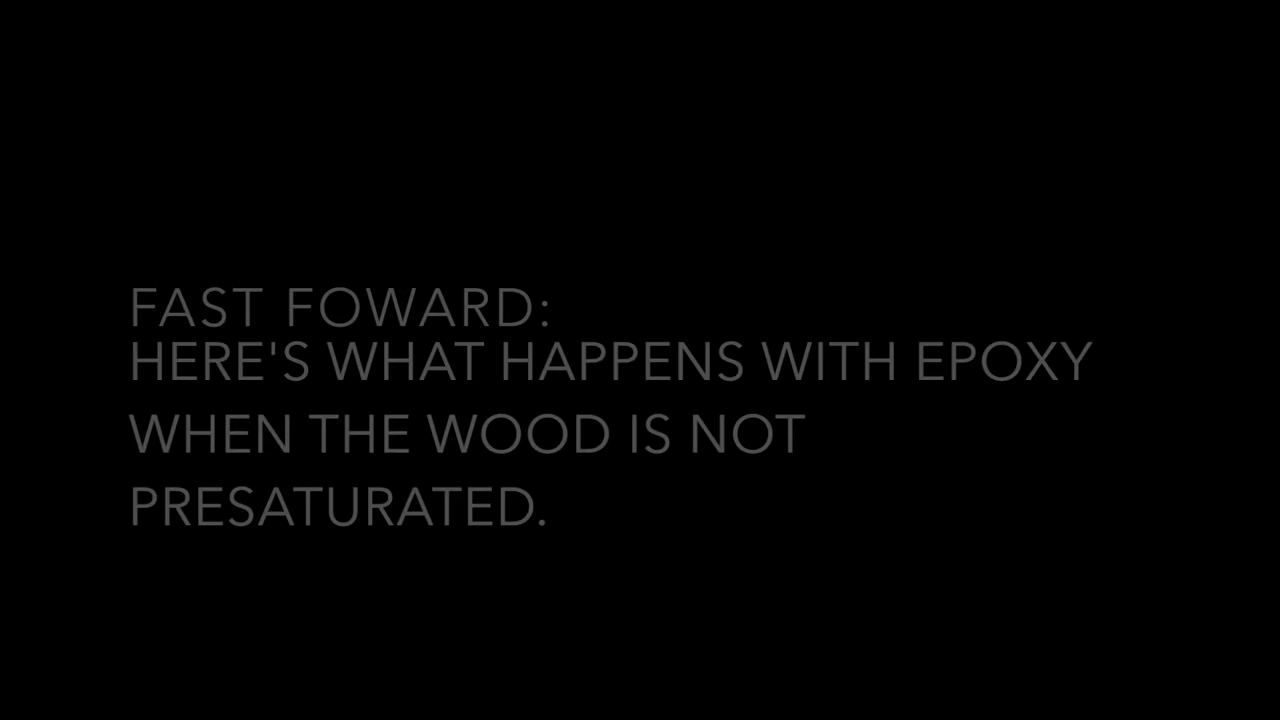 FAST FOWARD:
HERE'S WHAT HAPPENS WITH EPOXY
WHEN THE WOOD IS NOT
PRESATURATED.